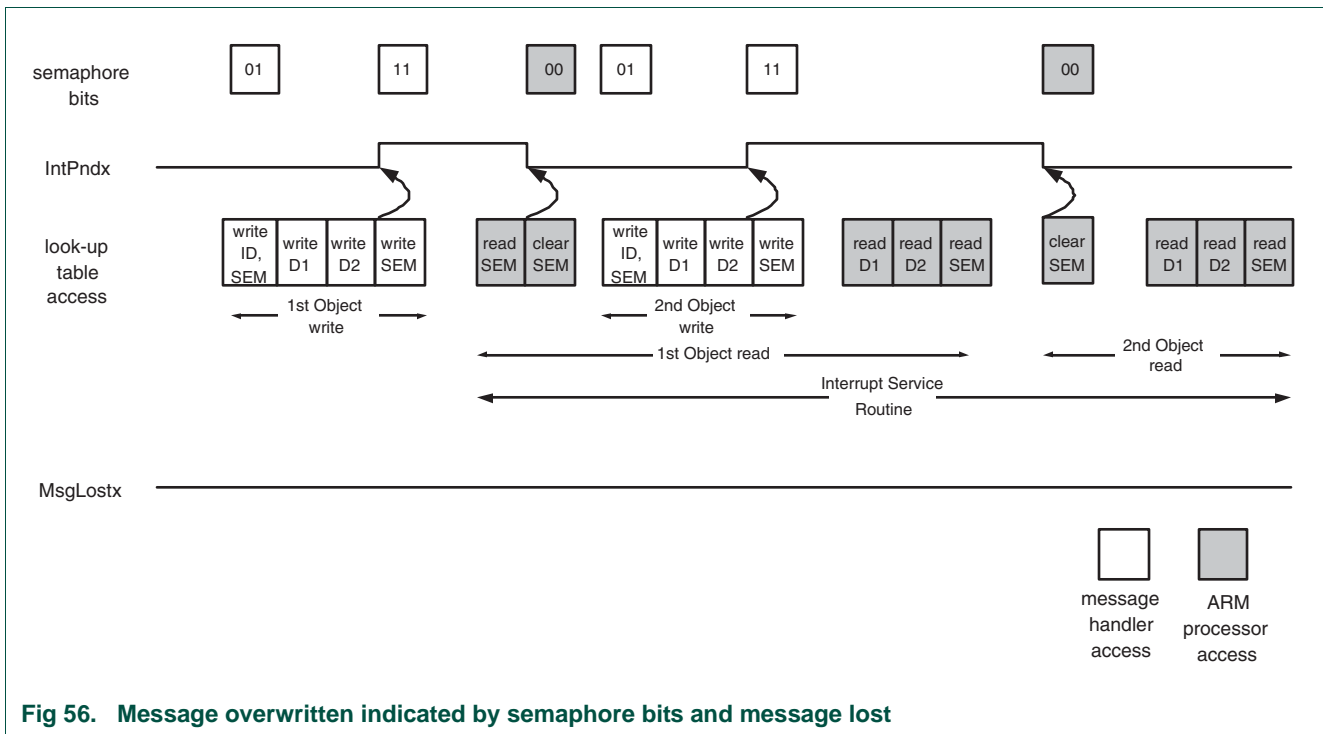 semaphore
bits
01 11 00 01 11 00
IntPndx
look-up
table
access
write
ID,
SEM
write
D1
write
D2
write
SEM
read
SEM
clear
SEM
write
ID,
SEM
write
D1
write
D2
write
SEM
read
D1
read
D2
read
SEM
clear
SEM
read
D1
read
D2
read
SEM
1st Object
write
2nd Object
write
1st Object read
2nd Object
read
Interrupt Service
Routine
MsgLostx
message
handler
access
ARM
processor
access
Fig 56. Message overwritten indicated by semaphore bits and message lost